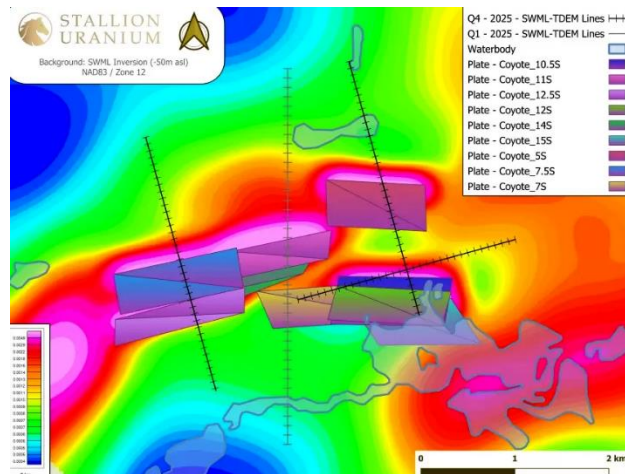 STALLION
URANIUM
Background: SWML Inversion (-50m asl)
NAD83 / Zone 12
Q4 - 2025 - SWML-TDEM Lines
Q1 - 2025 - SWML-TDEM Lines
Waterbody
Plate - Coyote_10.5S
Plate - Coyote_11S
Plate - Coyote_12.5S
Plate - Coyote_12S
Plate - Coyote_14S
Plate - Coyote_15S
Plate - Coyote_5S
Plate - Coyote_7.5S
Plate - Coyote_7S
0 1 2 km